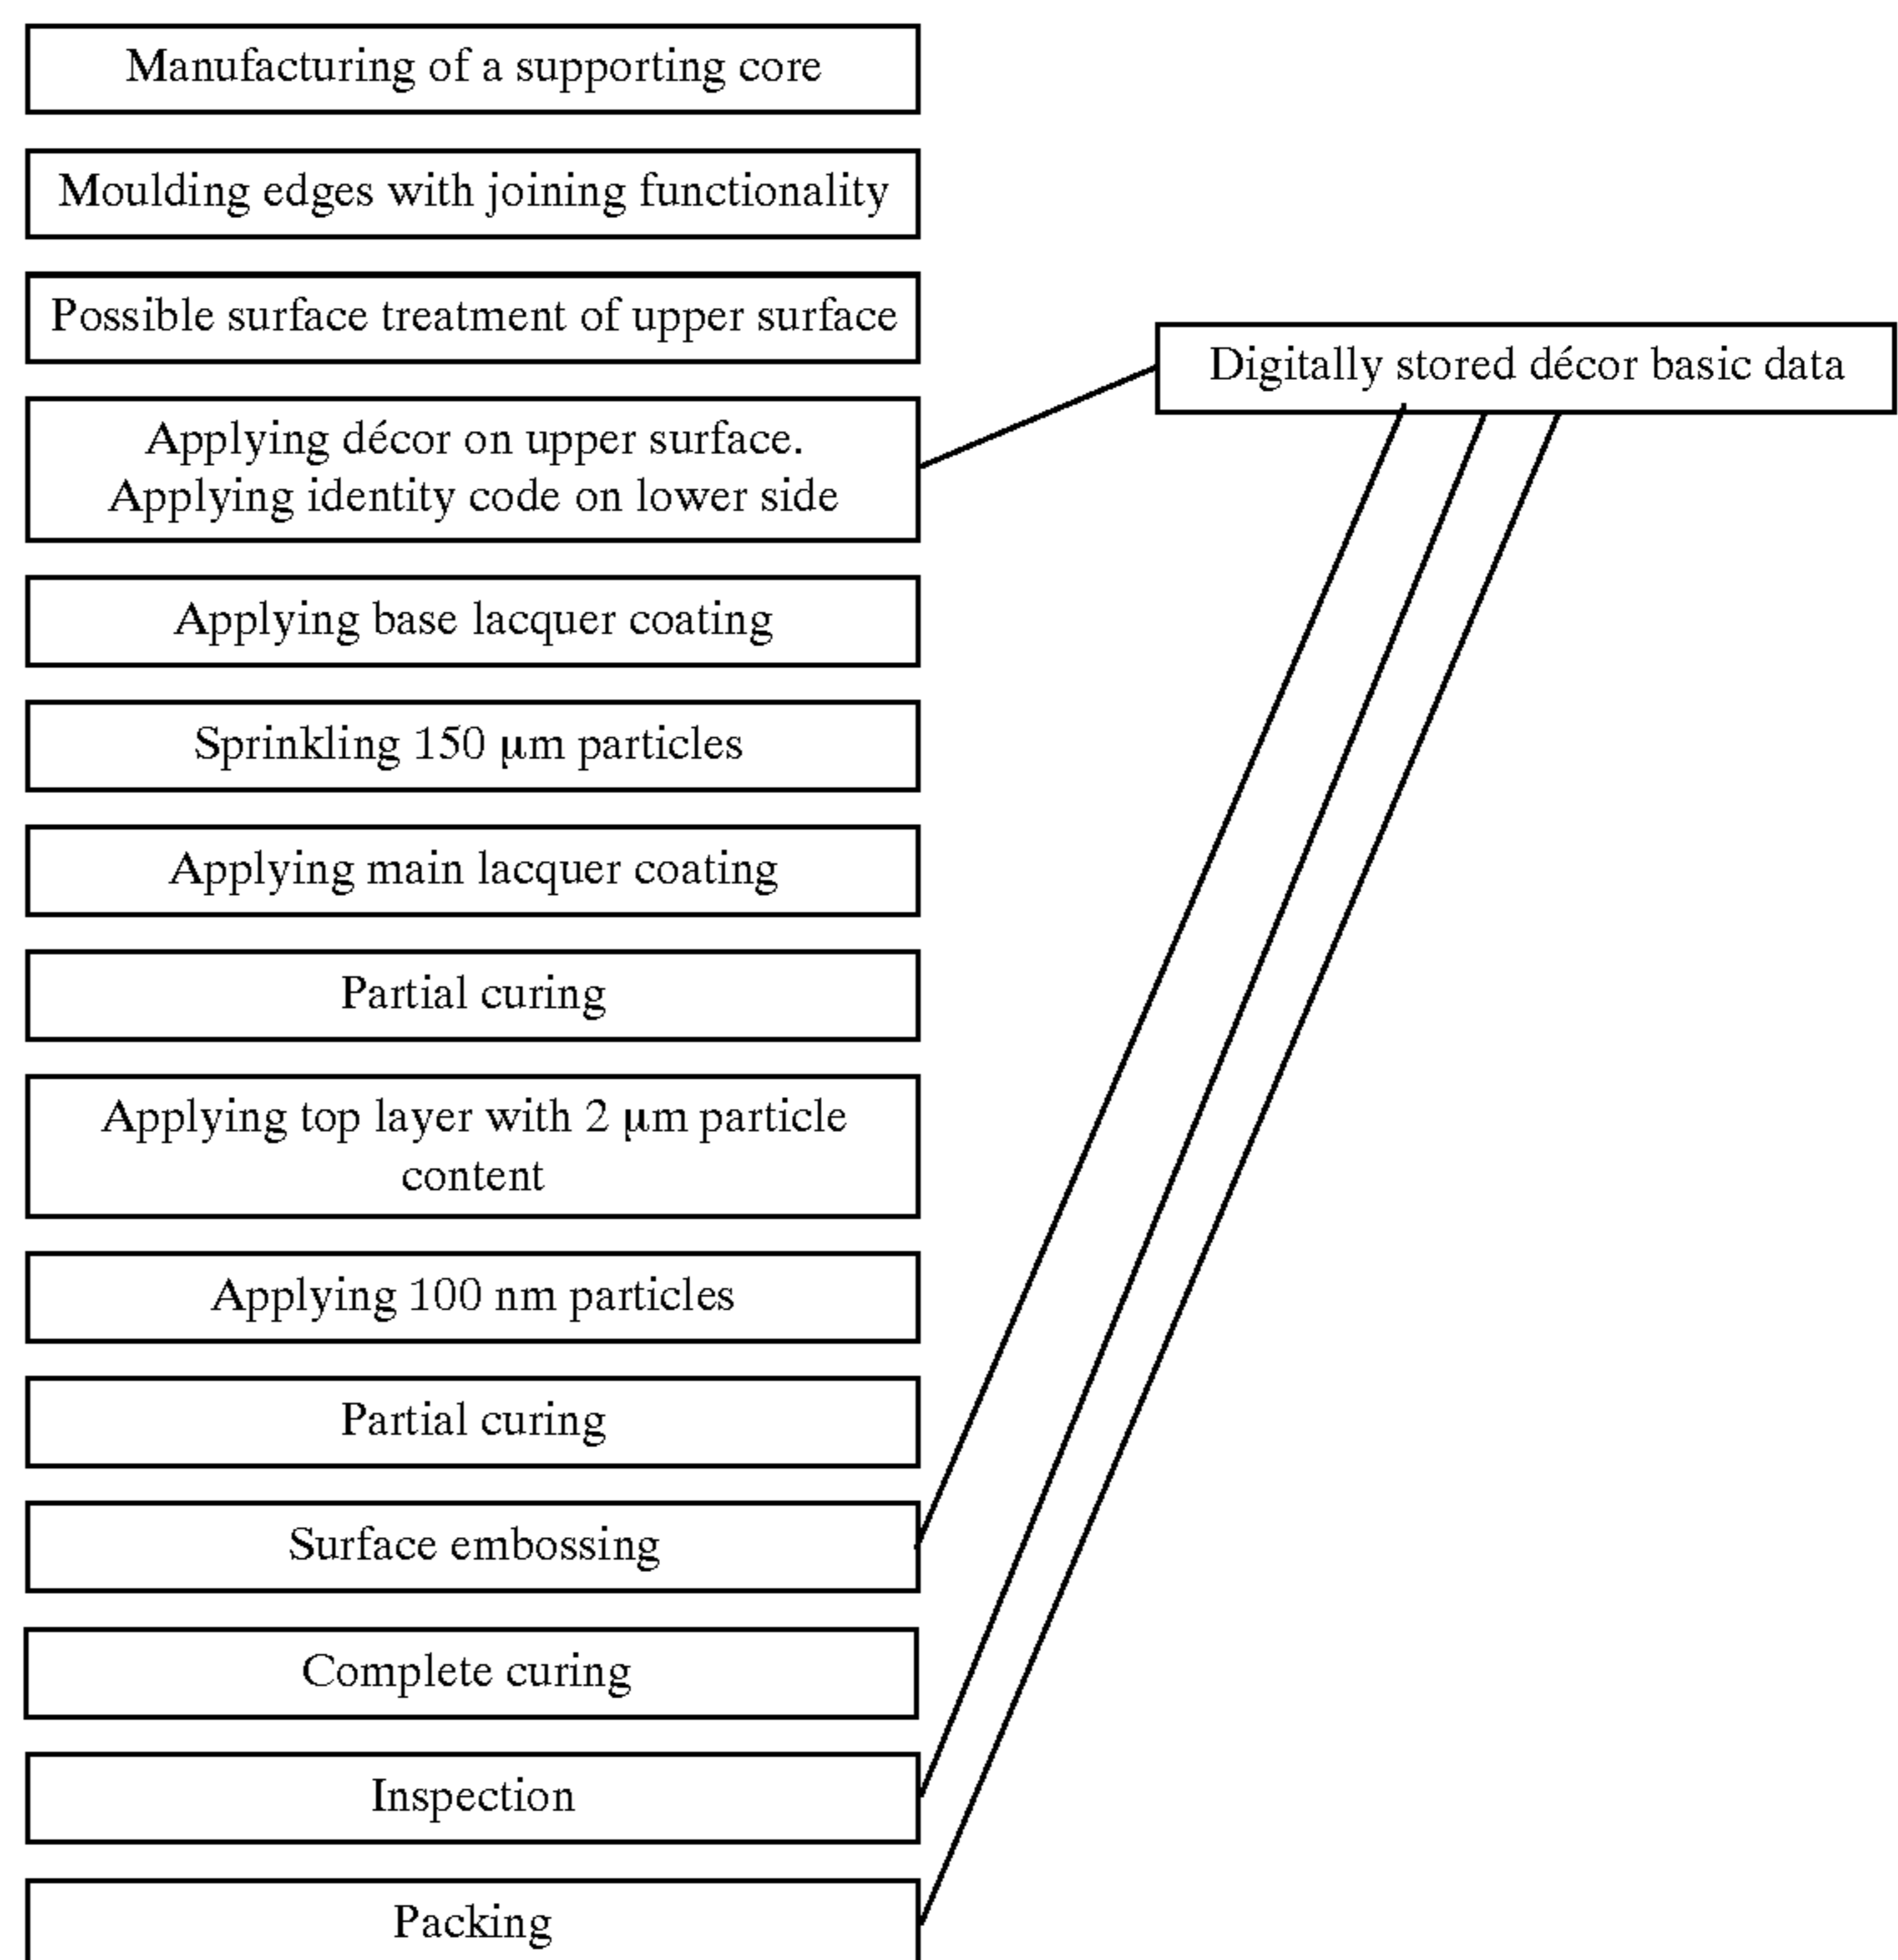 Manufacturing of a supporting core
Moulding edges with joining functionality
Possible surface treatment of upper surface
Digitally stored décor basic data
Applying décor on upper surface.
Applying identity code on lower side
Applying base lacquer coating
Sprinkling 150 µm particles
Applying main lacquer coating
Partial curing
Applying top layer with 2 µm particle
content
Applying 100 nm particles
Partial curing
Surface embossing
Complete curing
Inspection
Packing